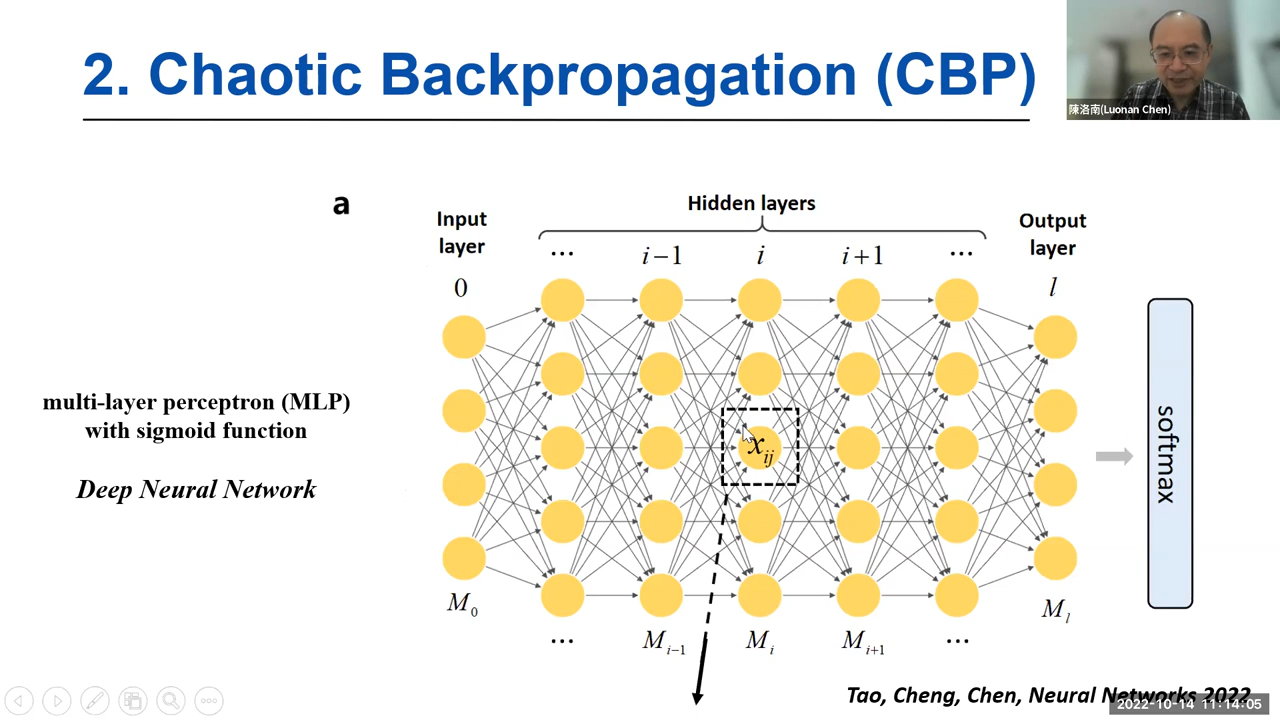 2. Chaotic Backpropagation (CBP)
陳洛南(Luonan Chen)
a
Hidden layers
Input
layer
Output
layer
... i−1 i i+1 ...
0
l
multi-layer perceptron (MLP)
with sigmoid function
Deep Neural Network
x_ij
softmax
M_0
M_l
... M_i−1 M_i M_i+1 ...
Tao, Cheng, Chen, Neural Networks 2022
2022-10-14 11:14:05